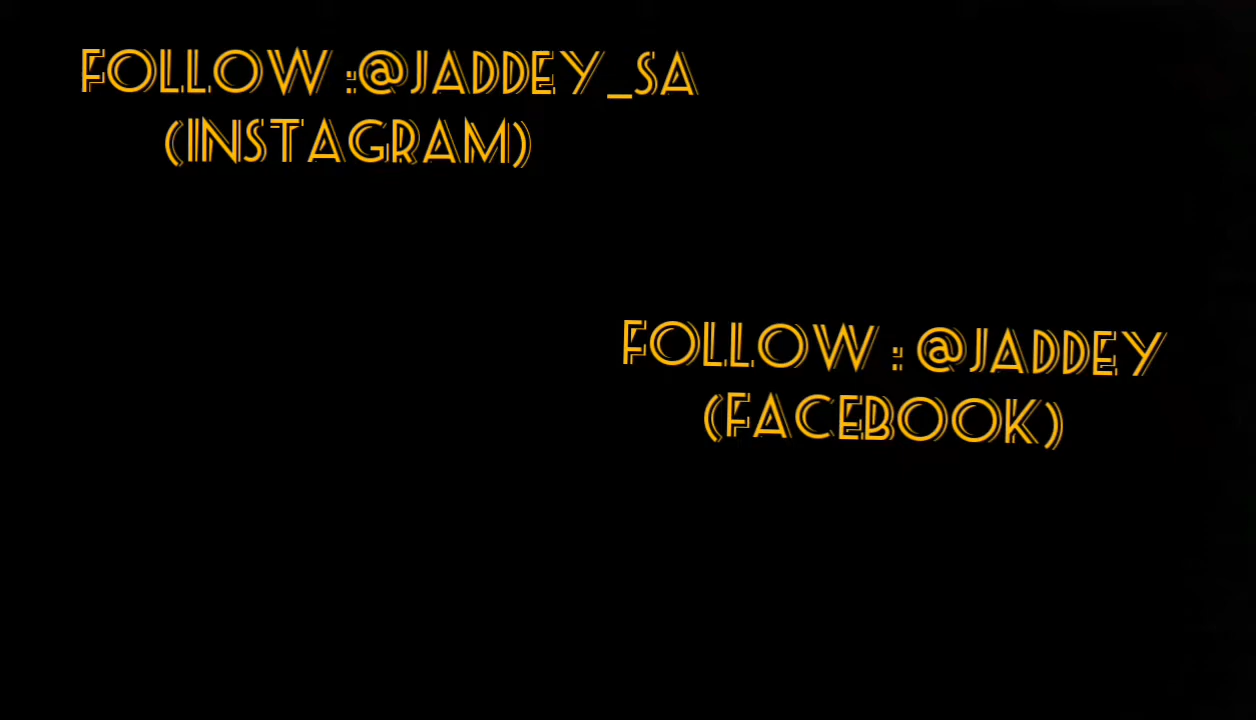 FOLLOW :@JADDEY_SA
(INSTAGRAM)
FOLLOW : @JADDEY
(FACEBOOK)